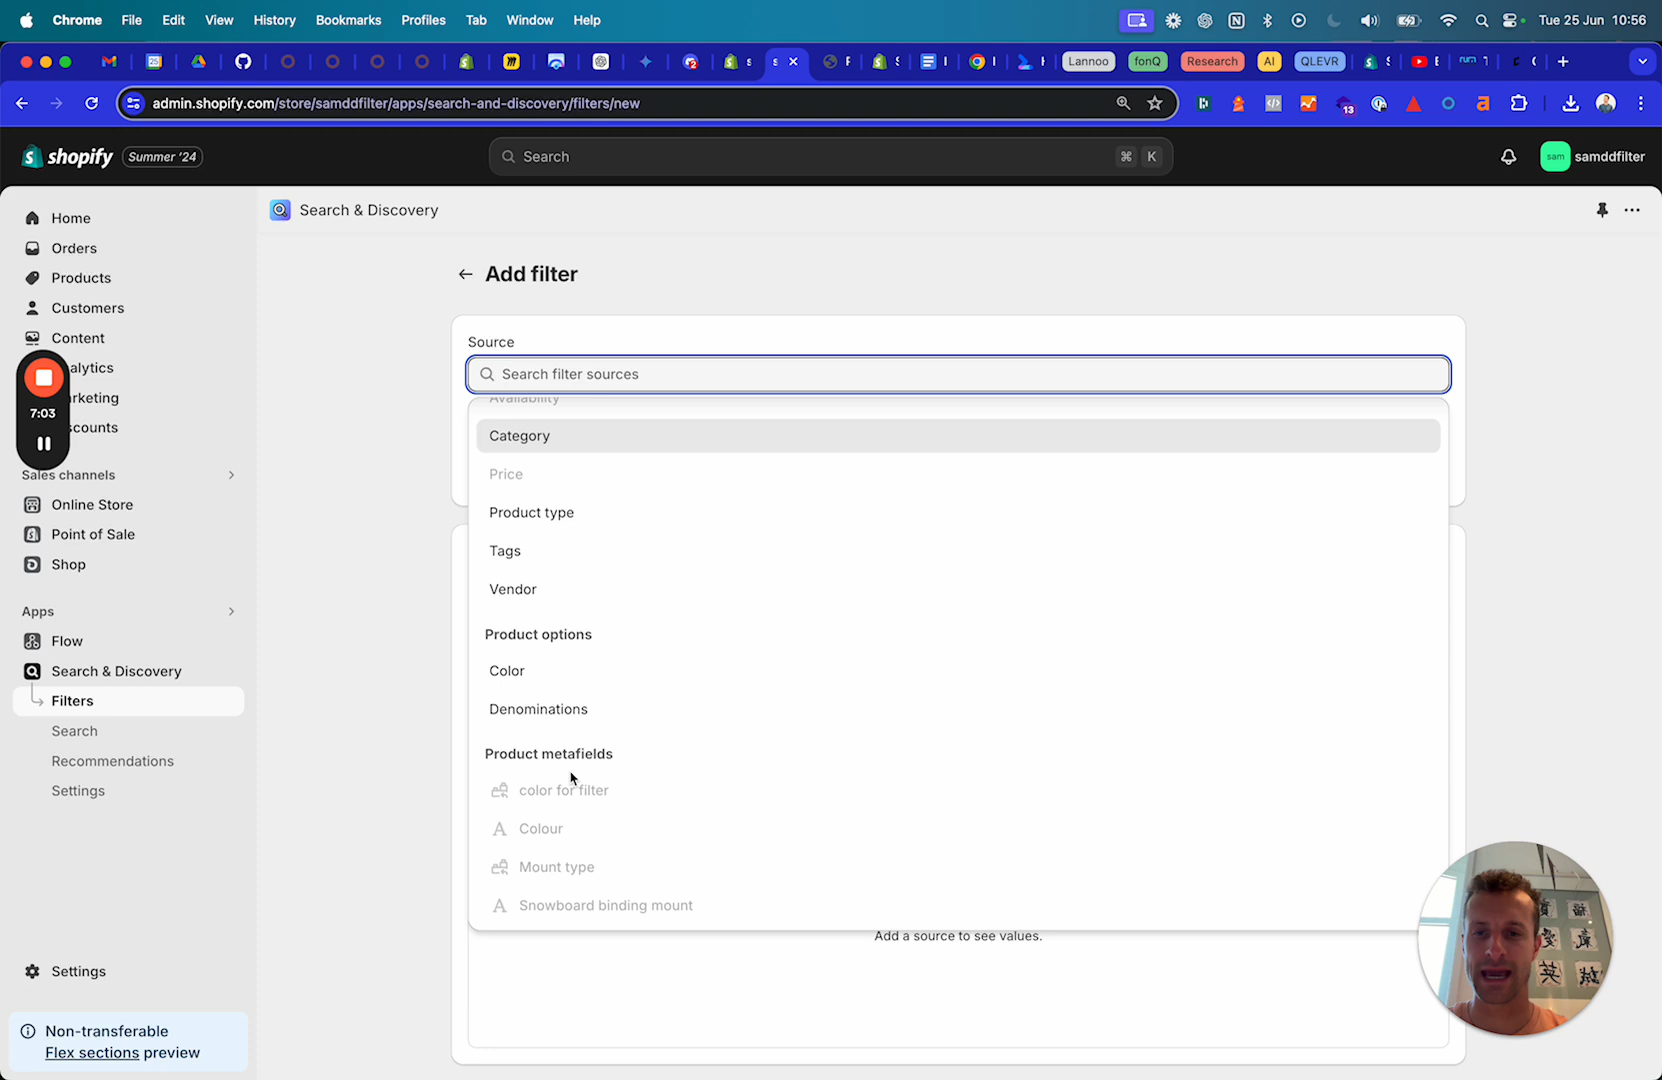 Chrome File Edit View History Bookmarks Profiles Tab Window Help Tue 25 Jun 10:56
Lannoo fonQ Research AI QLEVR
admin.shopify.com/store/samddfilter/apps/search-and-discovery/filters/new 13
shopify Summer '24 Search ⌘ K sam samddfilter
Home
Orders
Products
Customers
Content
alytics
rketing
scounts
7:03
Sales channels
Online Store
Point of Sale
Shop
Apps
Flow
Search & Discovery
Filters
Search
Recommendations
Settings
Settings
Non-transferable
Flex sections preview
Search & Discovery
Add filter
Source
Search filter sources
Availability
Category
Price
Product type
Tags
Vendor
Product options
Color
Denominations
Product metafields
color for filter
Colour
Mount type
Snowboard binding mount
Add a source to see values.